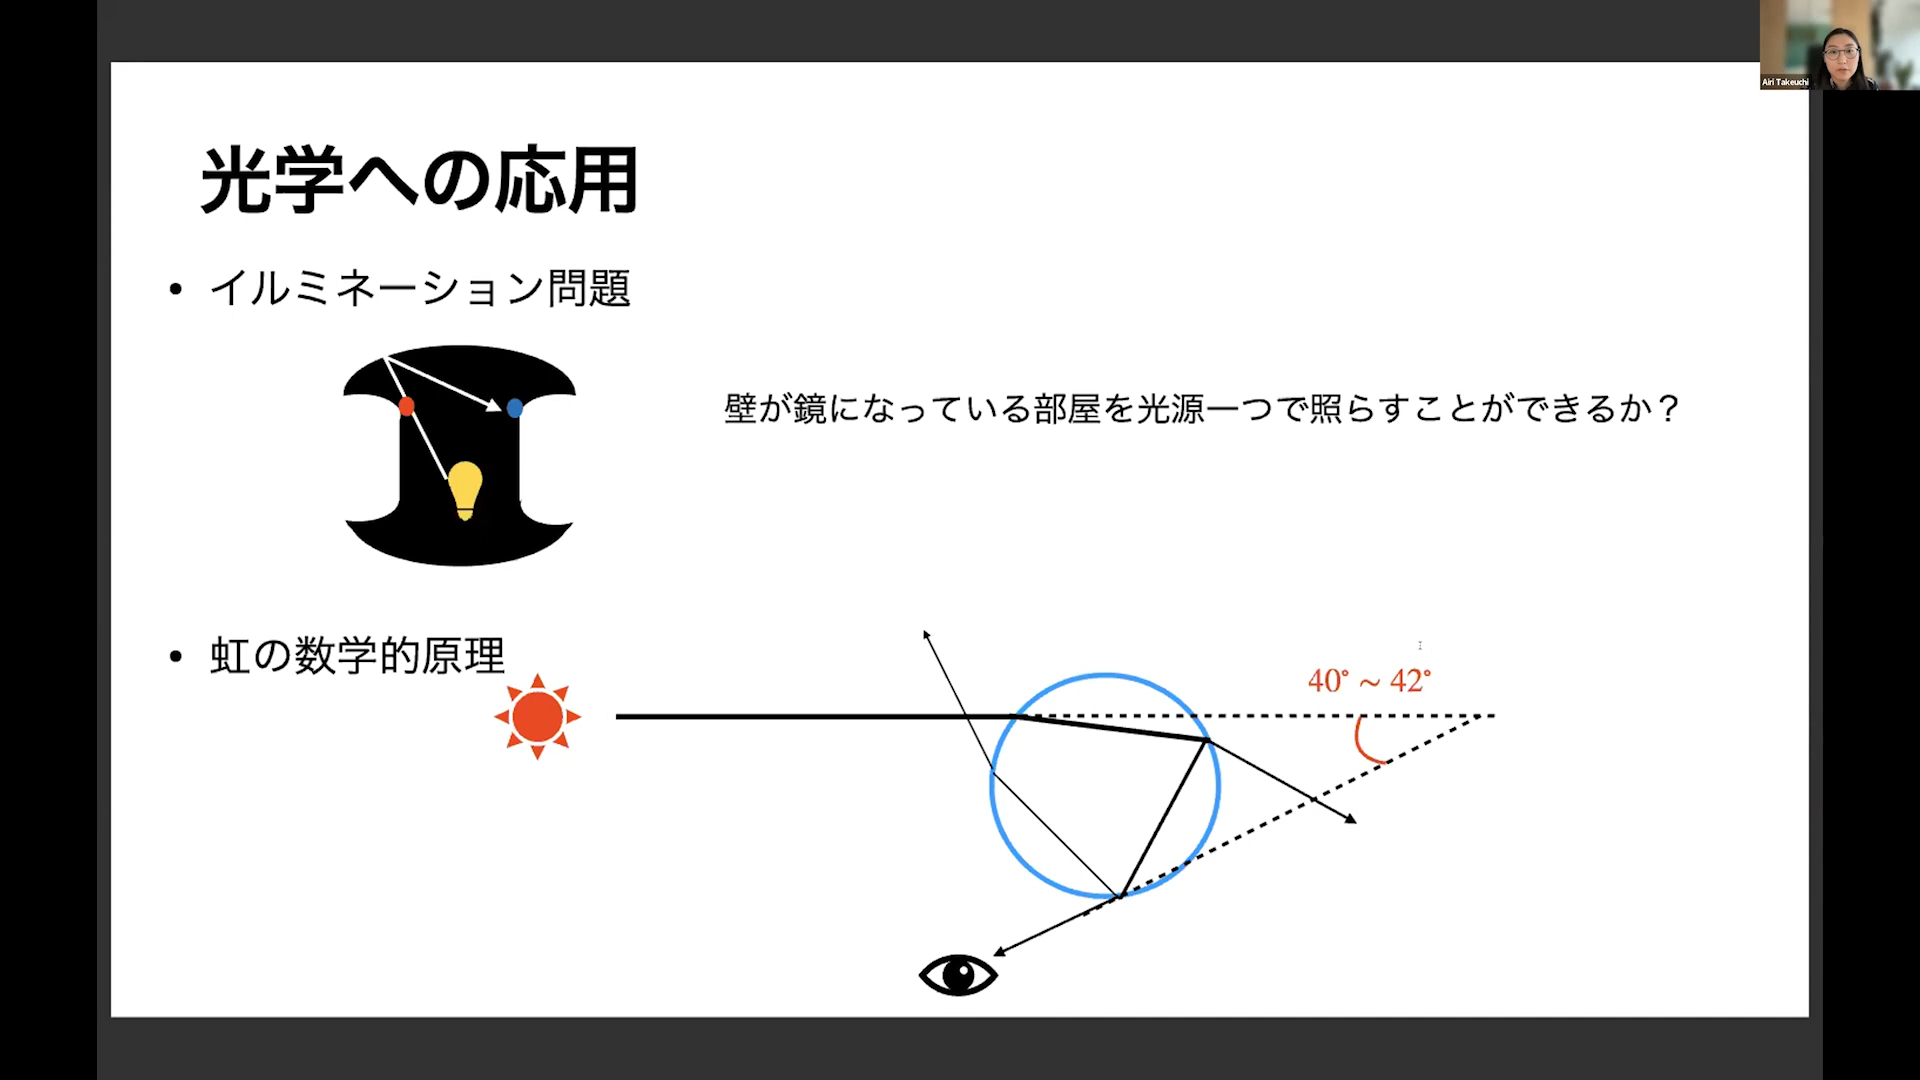 Airi Takeuchi
光学への応用
• イルミネーション問題
壁が鏡になっている部屋を光源一つで照らすことができるか？
• 虹の数学的原理
40° ~ 42°